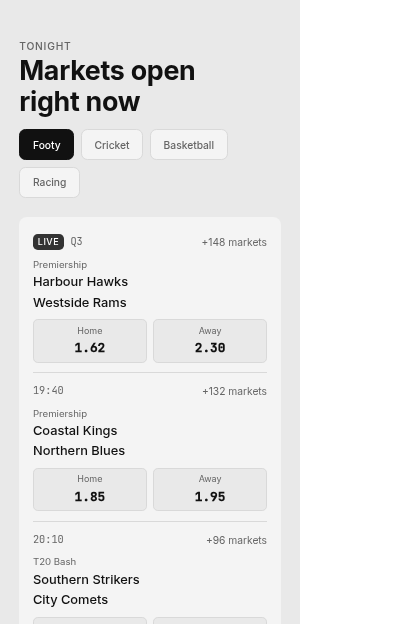 TONIGHT
Markets open
right now
Footy
Cricket
Basketball
Racing
LIVE Q3 +148 markets
Premiership
Harbour Hawks
Westside Rams
Home Away
1.62 2.30
19:40 +132 markets
Premiership
Coastal Kings
Northern Blues
Home Away
1.85 1.95
20:10 +96 markets
T20 Bash
Southern Strikers
City Comets